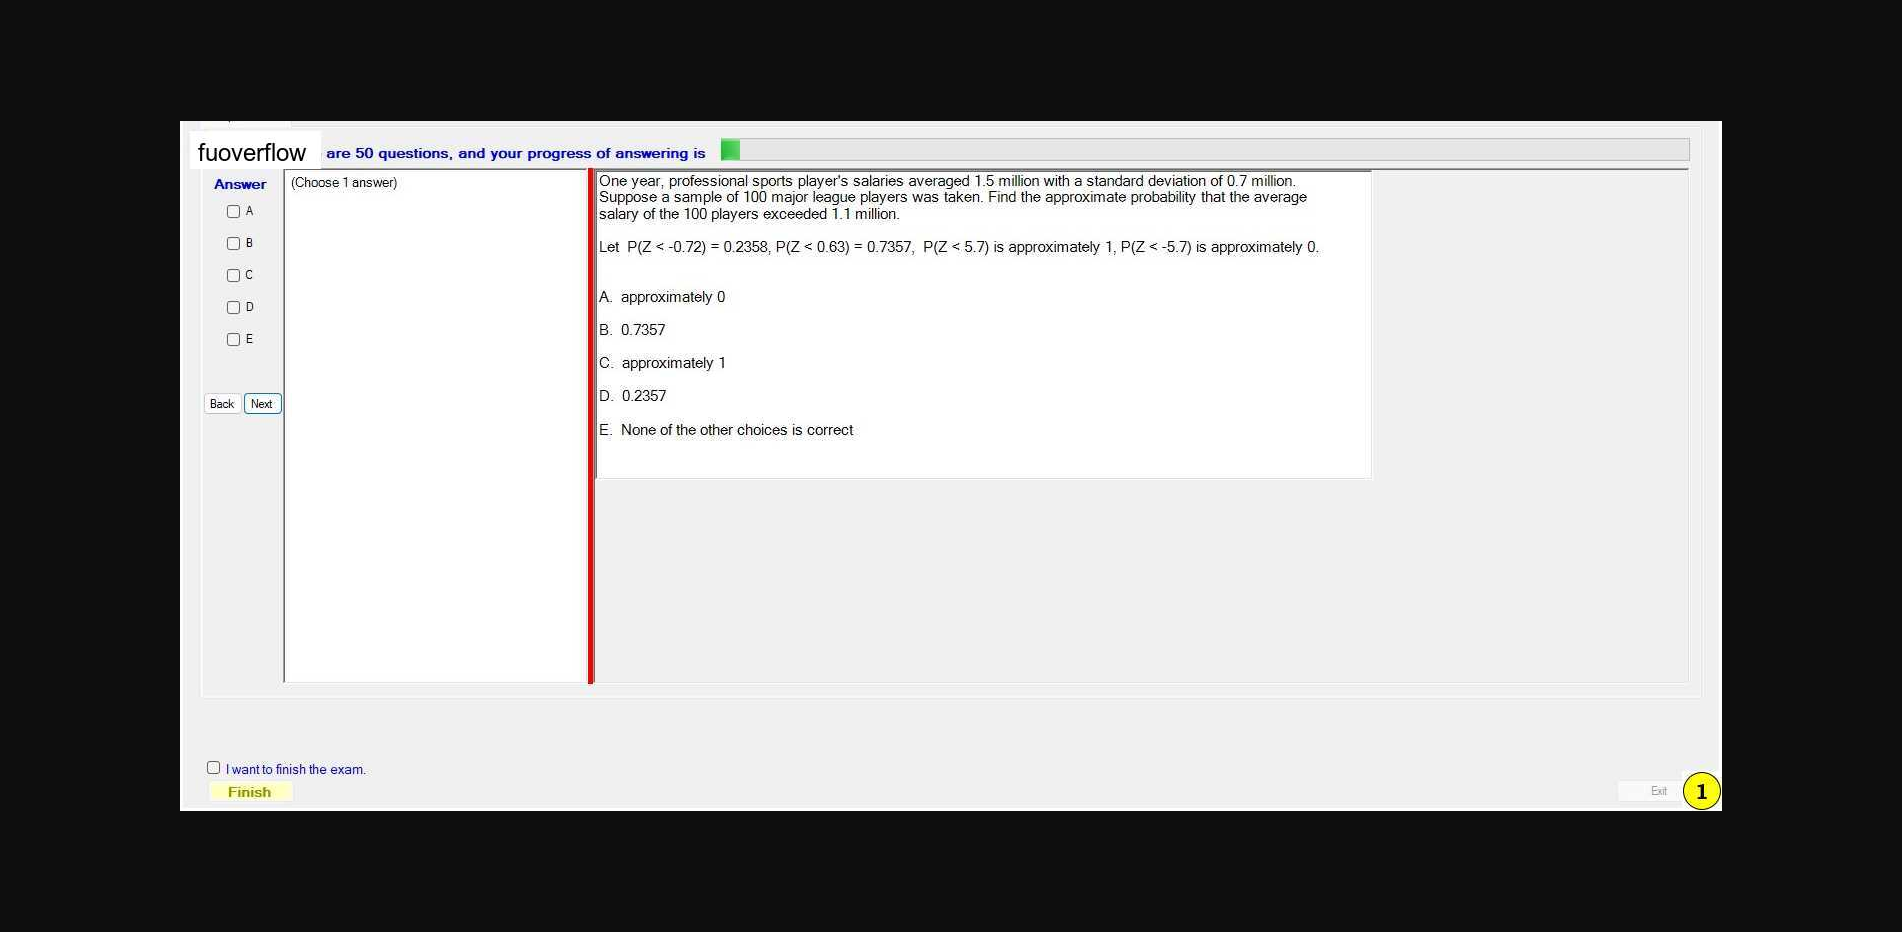 fuoverflow are 50 questions, and your progress of answering is
Answer
(Choose 1 answer)
A
B
C
D
E
Back Next
One year, professional sports player's salaries averaged 1.5 million with a standard deviation of 0.7 million.
Suppose a sample of 100 major league players was taken. Find the approximate probability that the average
salary of the 100 players exceeded 1.1 million.
Let P(Z < -0.72) = 0.2358, P(Z < 0.63) = 0.7357, P(Z < 5.7) is approximately 1, P(Z < -5.7) is approximately 0.
A. approximately 0
B. 0.7357
C. approximately 1
D. 0.2357
E. None of the other choices is correct
I want to finish the exam.
Finish
Exit
1